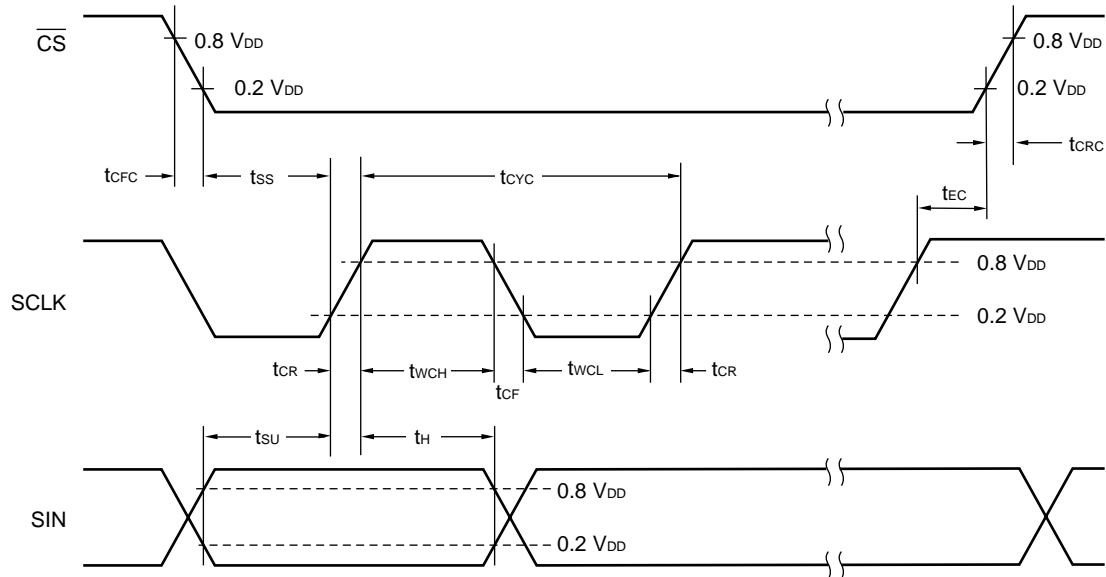 CS
0.8 VDD
0.2 VDD
0.8 VDD
0.2 VDD
tCFC
tSS
tCYC
tCRC
tEC
SCLK
0.8 VDD
0.2 VDD
tCR
tWCH
tCF
tWCL
tCR
tSU
tH
SIN
0.8 VDD
0.2 VDD